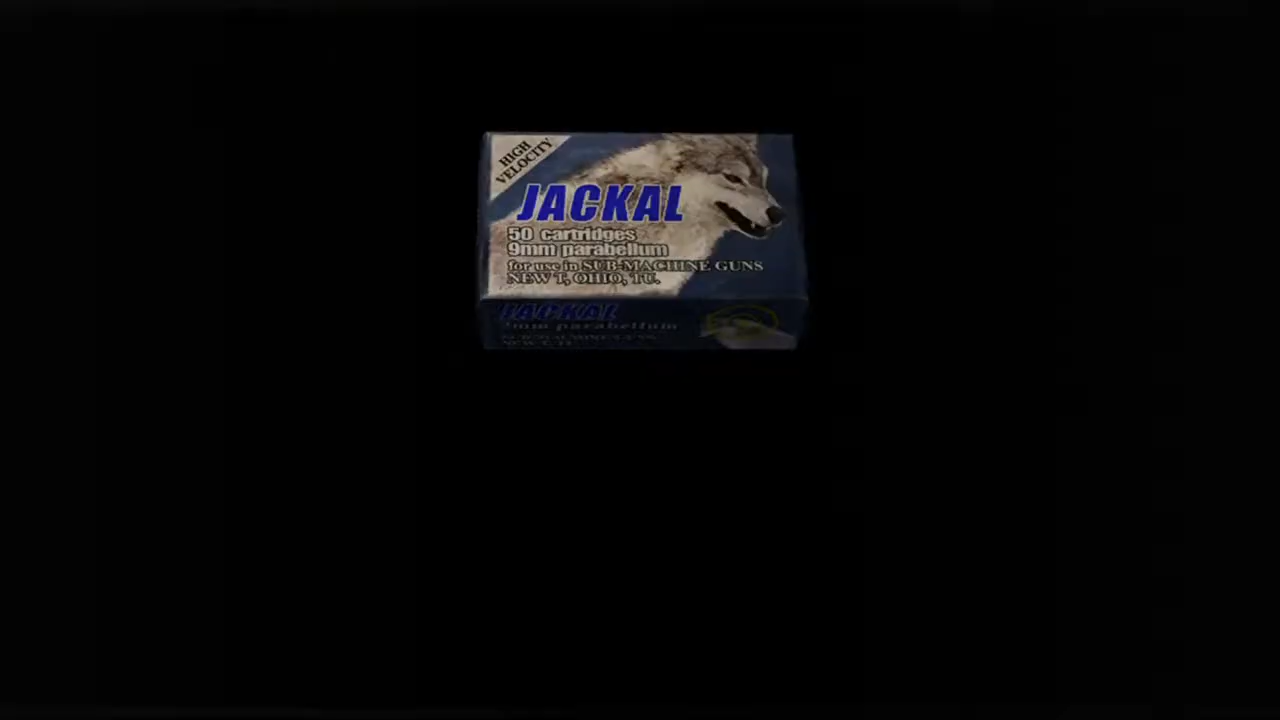 HIGH
VELOCITY
JACKAL
50 cartridges
9mm parabellum
for use in SUB-MACHINE GUNS
NEW T, OHIO, TU.
JACKAL
9mm parabellum